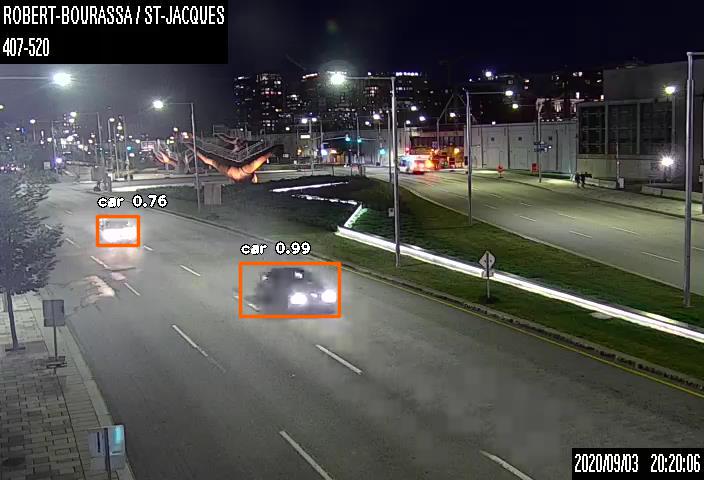 ROBERT-BOURASSA / ST-JACQUES
407-520
car 0.76
car 0.99
2020/09/03 20:20:06